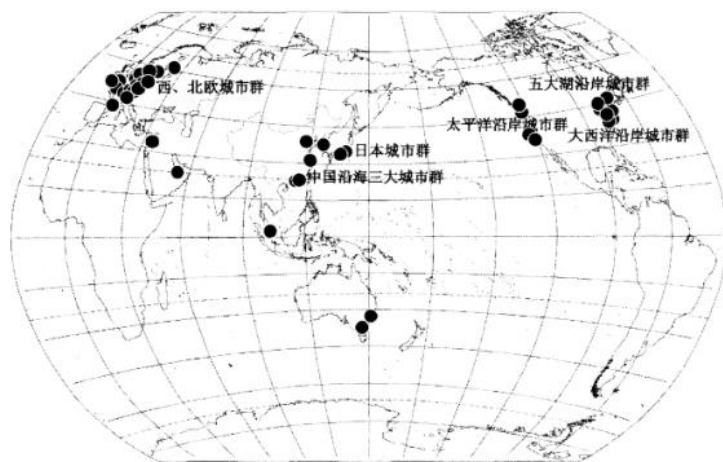 五大湖沿岸城市群
西、北欧城市群
太平洋沿岸城市群
大西洋沿岸城市群
日本城市群
中国沿海三大城市群